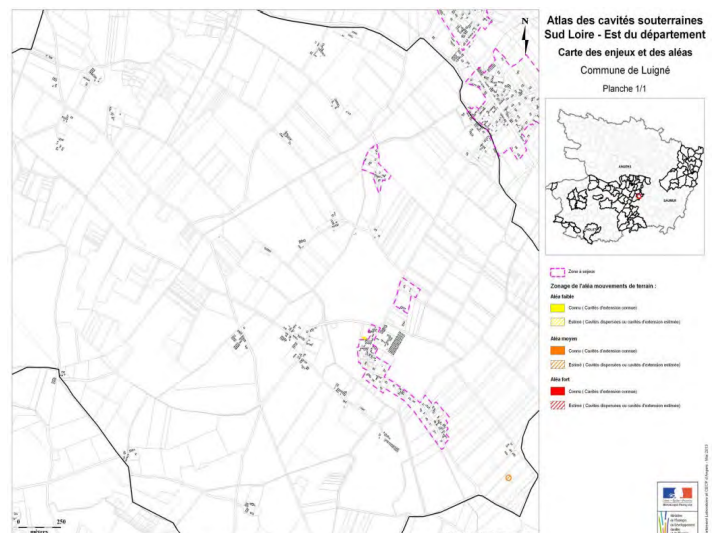 N
Atlas des cavités souterraines
Sud Loire - Est du département
Carte des enjeux et des aléas
Commune de Luigné
Planche 1/1
ANGERS
SAUMUR
CHOLET
Zone à enjeux
Zonage de l'aléa mouvements de terrain :
Aléa faible
Connu ( Cavités d'extension connue)
Estimé ( Cavités dispersées ou cavités d'extension estimée)
Aléa moyen
Connu ( Cavités d'extension connue)
Estimé ( Cavités dispersées ou cavités d'extension estimée)
Aléa fort
Connu ( Cavités d'extension connue)
Estimé ( Cavités dispersées ou cavités d'extension estimée)
0 250
mètres